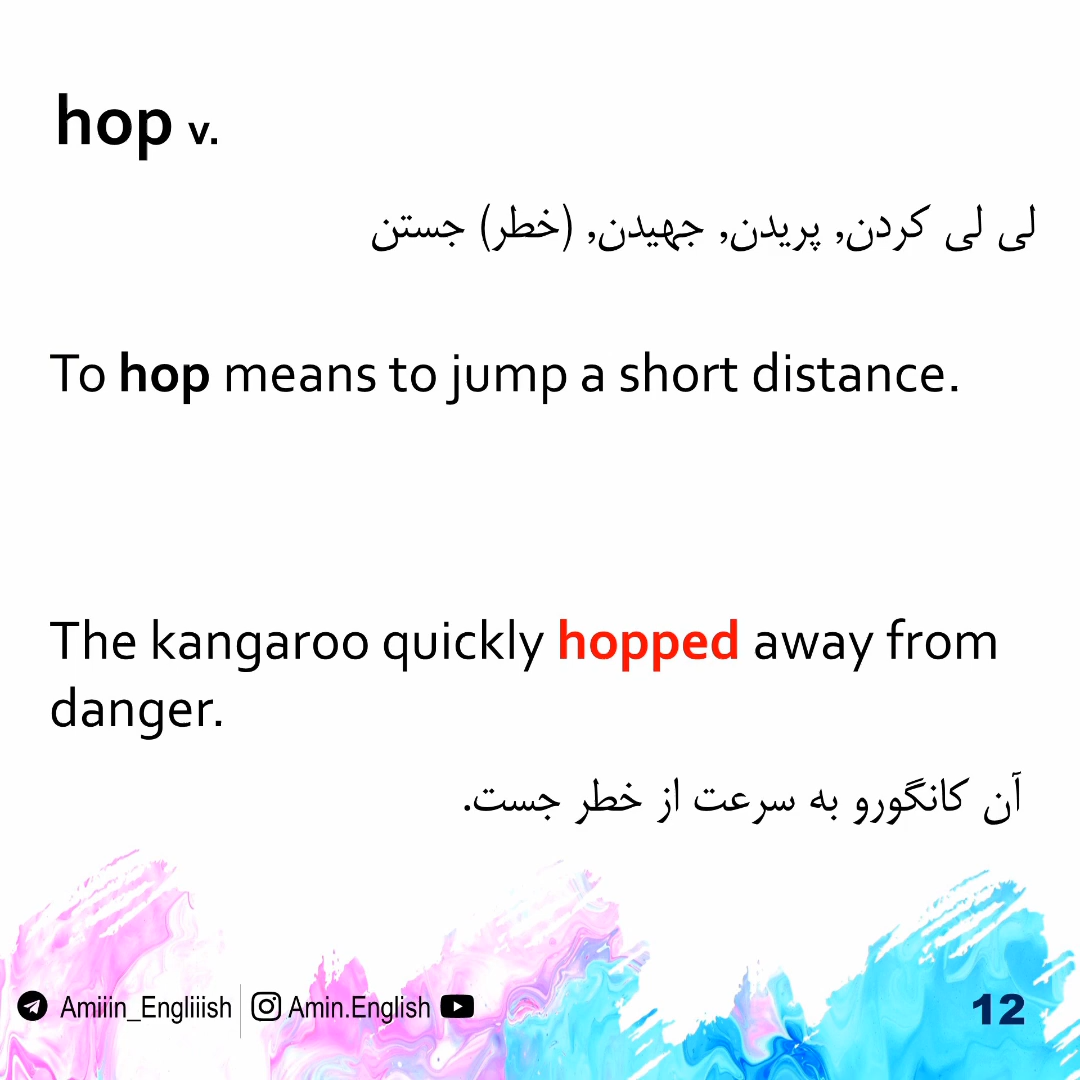 hop v.
لی لی کردن, پریدن, جهیدن, (خطر) جستن
To hop means to jump a short distance.
The kangaroo quickly hopped away from
danger.
آن کانگورو به سرعت از خطر جست.
Amiiin_Engliiish
Amin.English
12